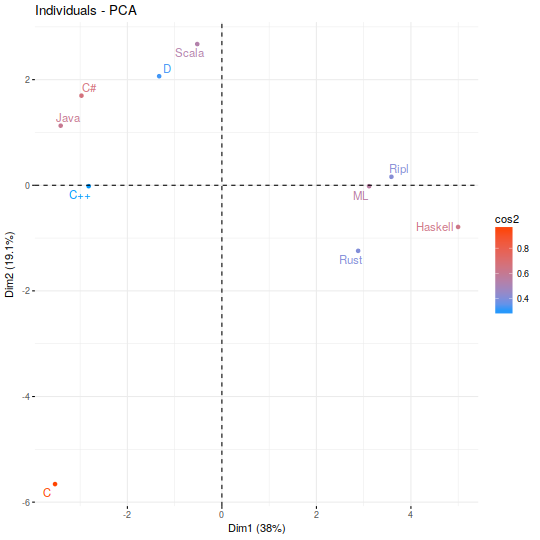 Individuals - PCA
Scala
D
C#
Java
C++
Ripl
ML
Haskell
Rust
C
2
0
-2
-4
-6
-2
0
2
4
Dim1 (38%)
Dim2 (19.1%)
cos2
0.8
0.6
0.4